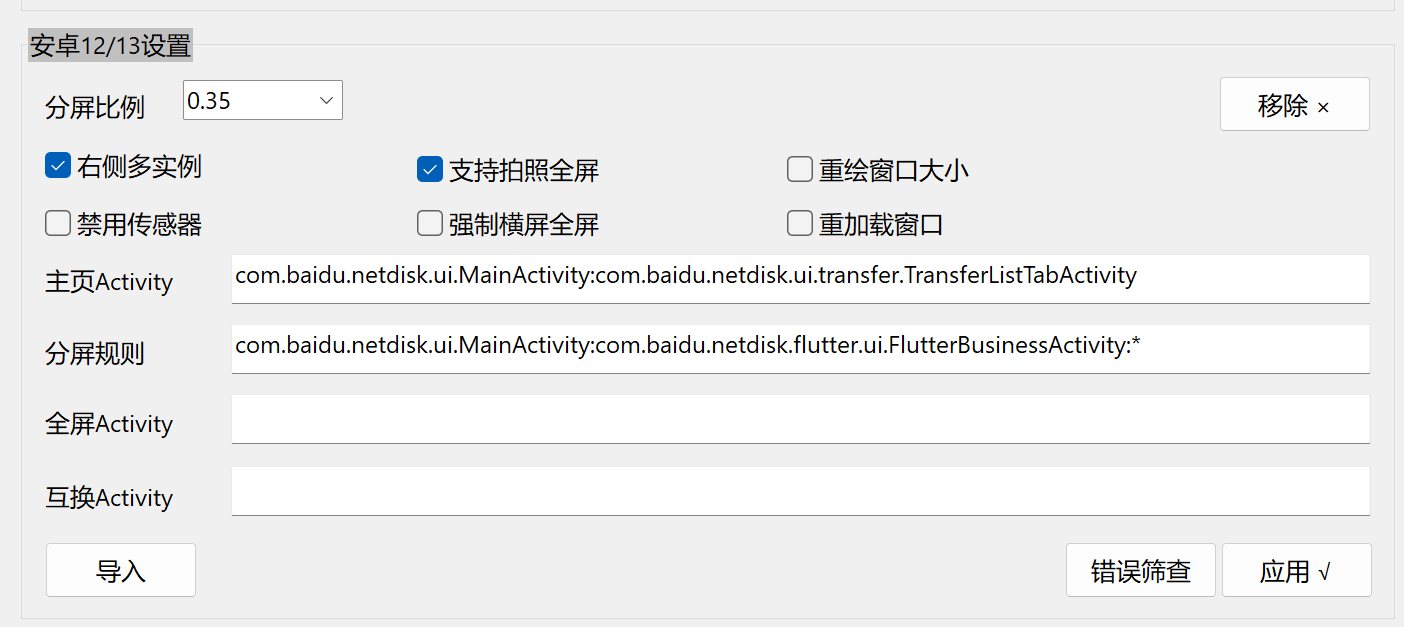 安卓12/13设置
分屏比例 0.35 移除 ×
右侧多实例 支持拍照全屏 重绘窗口大小
禁用传感器 强制横屏全屏 重加载窗口
主页Activity com.baidu.netdisk.ui.MainActivity:com.baidu.netdisk.ui.transfer.TransferListTabActivity
分屏规则 com.baidu.netdisk.ui.MainActivity:com.baidu.netdisk.flutter.ui.FlutterBusinessActivity:*
全屏Activity
互换Activity
导入 错误筛查 应用 √